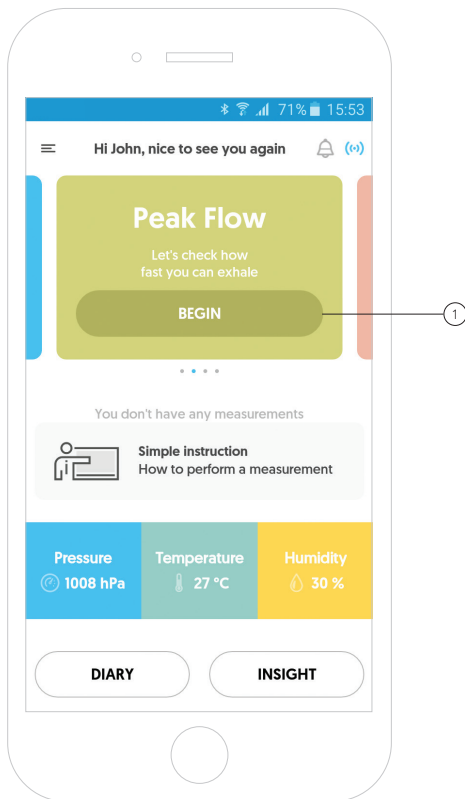 71% 15:53
Hi John, nice to see you again
Peak Flow
Let's check how
fast you can exhale
BEGIN
1
You don't have any measurements
Simple instruction
How to perform a measurement
Pressure
1008 hPa
Temperature
27 °C
Humidity
30 %
DIARY
INSIGHT